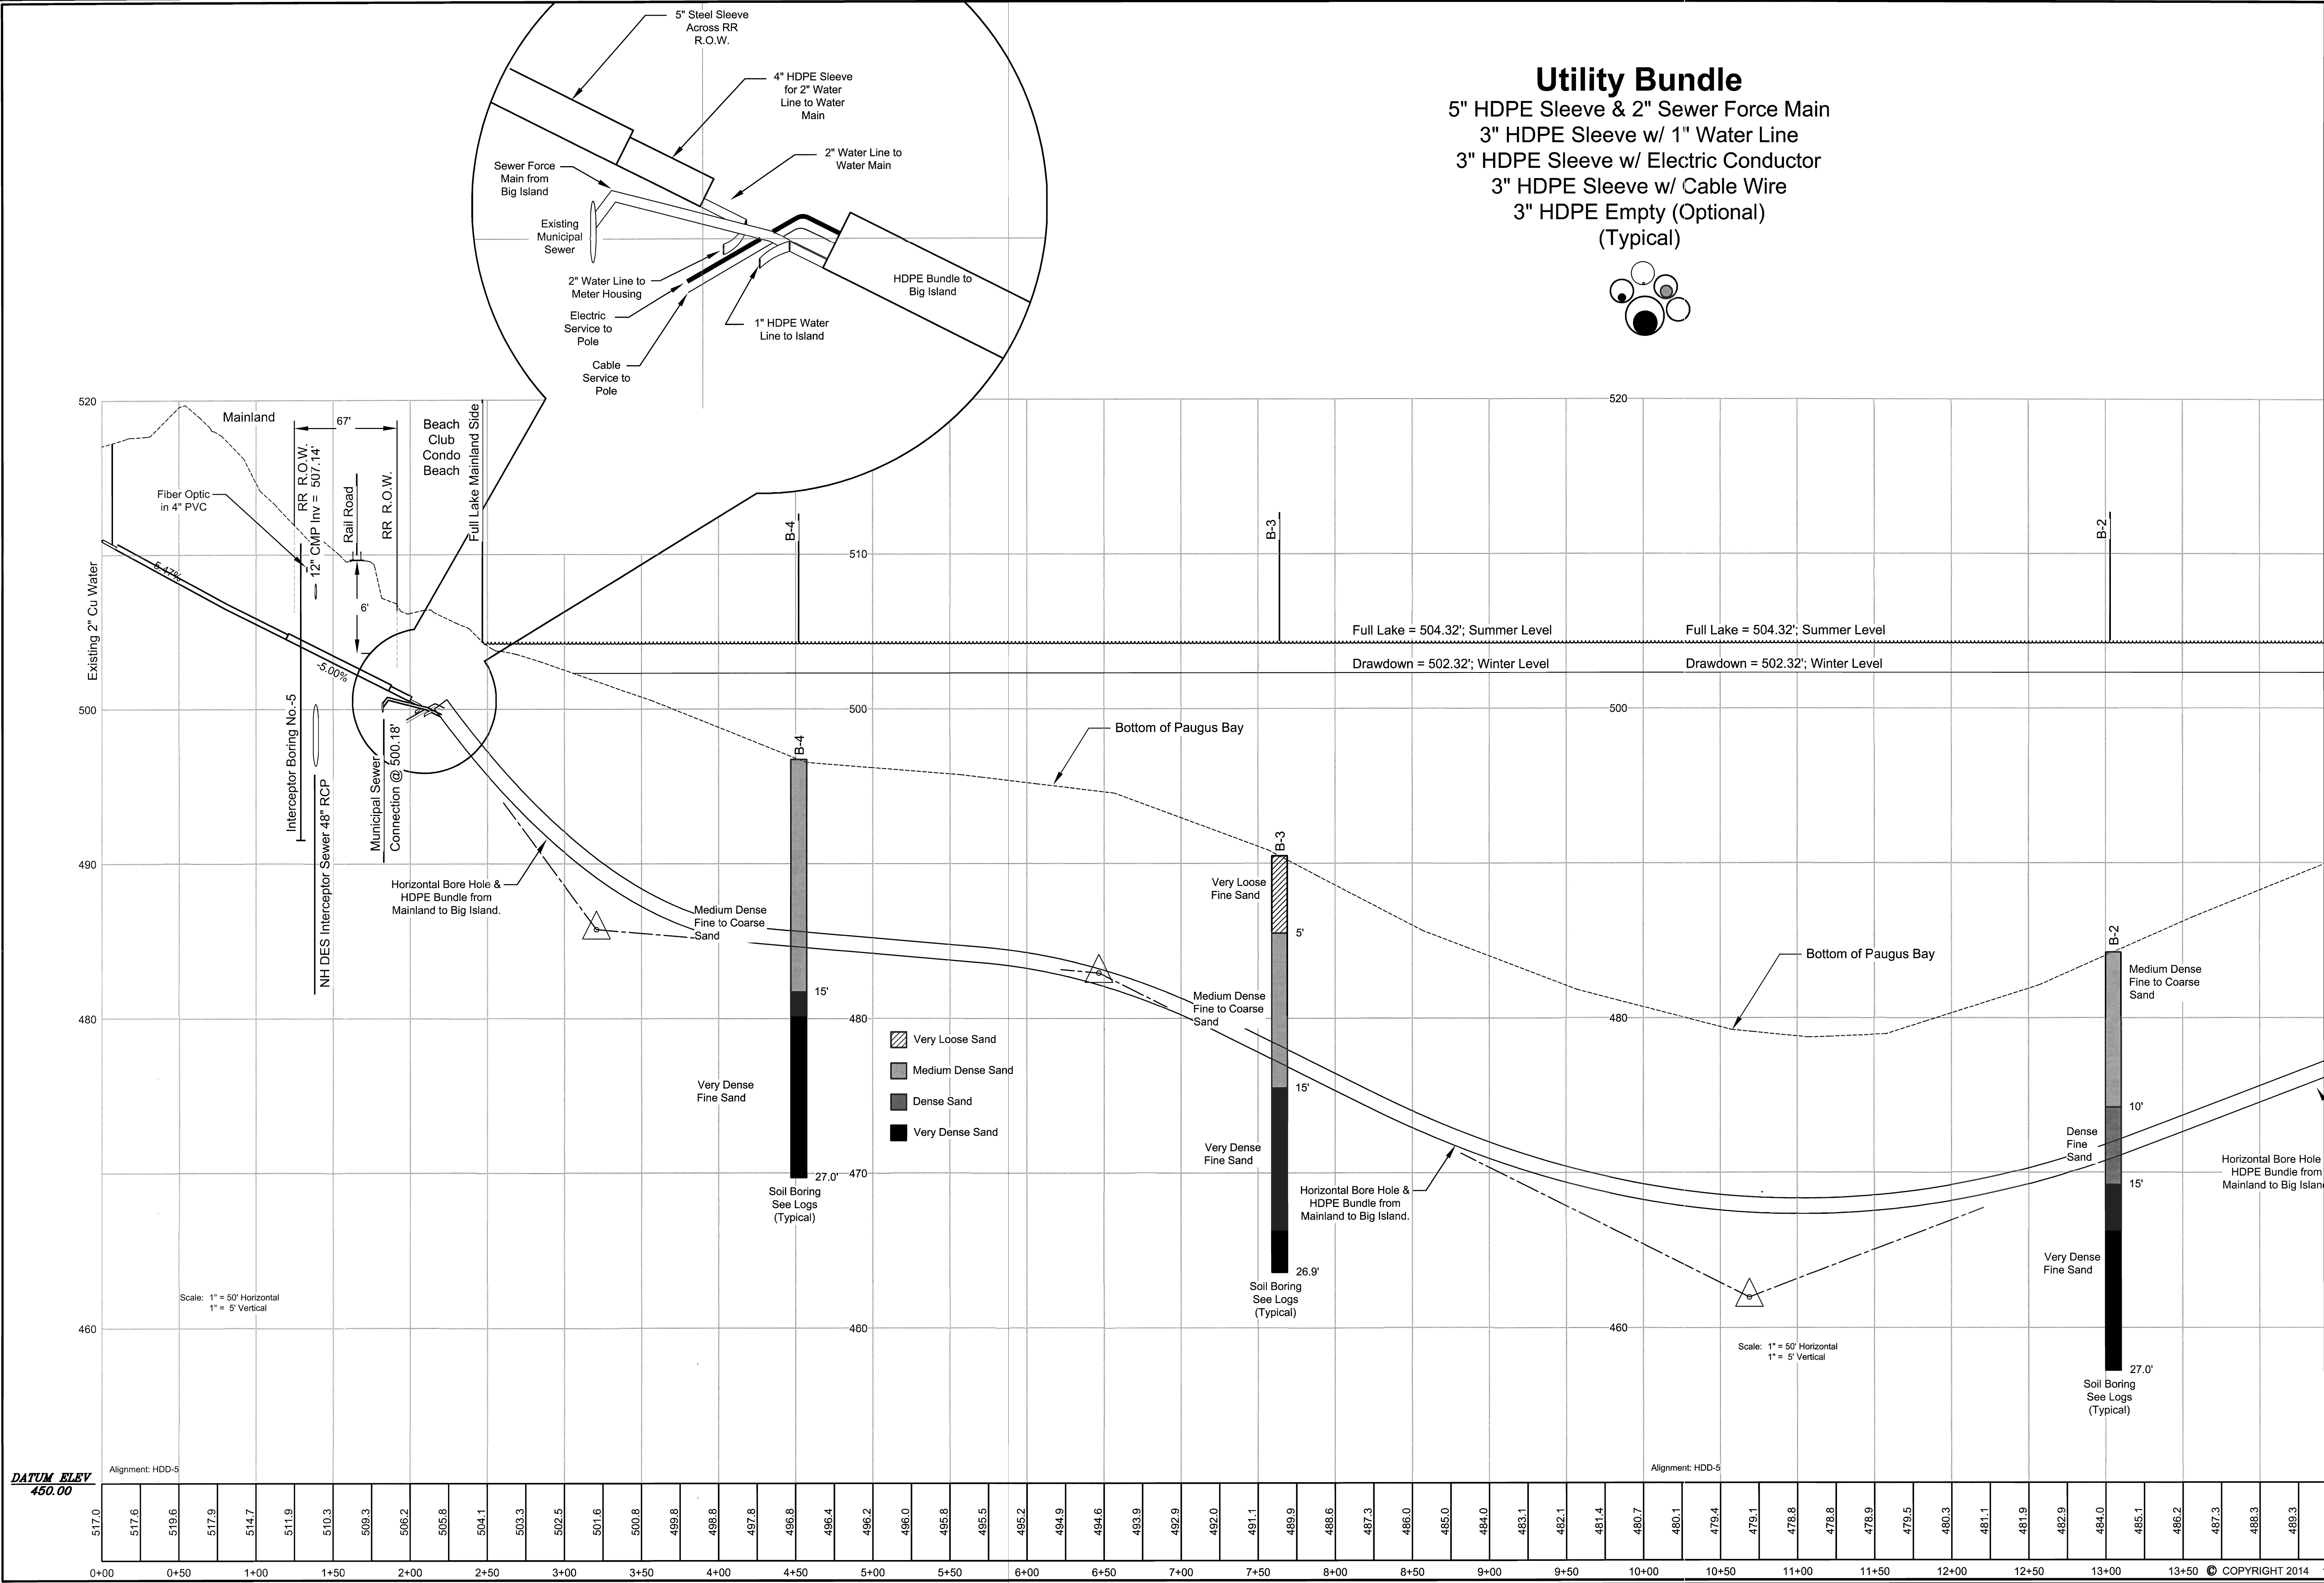 5" Steel Sleeve
Across RR
R.O.W.
4" HDPE Sleeve
for 2" Water
Line to Water
Main
2" Water Line to
Water Main
Sewer Force
Main from
Big Island
Existing
Municipal
Sewer
2" Water Line to
Meter Housing
Electric
Service to
Pole
Cable
Service to
Pole
1" HDPE Water
Line to Island
HDPE Bundle to
Big Island
Utility Bundle
5" HDPE Sleeve & 2" Sewer Force Main
3" HDPE Sleeve w/ 1" Water Line
3" HDPE Sleeve w/ Electric Conductor
3" HDPE Sleeve w/ Cable Wire
3" HDPE Empty (Optional)
(Typical)
520
520
Mainland
67'
Beach
Club
Condo
Beach
Full Lake Mainland Side
RR R.O.W.
12" CMP Inv = 507.14'
Rail Road
RR R.O.W.
Fiber Optic
in 4" PVC
B-4
B-3
B-2
510
Existing 2" Cu Water
-5.47%
6'
-5.00%
Full Lake = 504.32'; Summer Level
Full Lake = 504.32'; Summer Level
Drawdown = 502.32'; Winter Level
Drawdown = 502.32'; Winter Level
500
500
500
Interceptor Boring No.-5
NH DES Interceptor Sewer 48" RCP
Municipal Sewer
Connection @ 500.18'
B-4
Bottom of Paugus Bay
490
Horizontal Bore Hole &
HDPE Bundle from
Mainland to Big Island.
Medium Dense
Fine to Coarse
Sand
B-3
Very Loose
Fine Sand
5'
B-2
Bottom of Paugus Bay
Medium Dense
Fine to Coarse
Sand
15'
Medium Dense
Fine to Coarse
Sand
480
480
480
Very Loose Sand
Medium Dense Sand
Dense Sand
Very Dense Sand
Very Dense
Fine Sand
15'
10'
Dense
Fine
Sand
Very Dense
Fine Sand
27.0'
470
Soil Boring
See Logs
(Typical)
Horizontal Bore Hole &
HDPE Bundle from
Mainland to Big Island.
15'
Horizontal Bore Hole
HDPE Bundle from
Mainland to Big Islan
26.9'
Soil Boring
See Logs
(Typical)
Very Dense
Fine Sand
Scale: 1" = 50' Horizontal
1" = 5' Vertical
460
460
460
Scale: 1" = 50' Horizontal
1" = 5' Vertical
27.0'
Soil Boring
See Logs
(Typical)
Alignment: HDD-5
Alignment: HDD-5
DATUM ELEV
450.00
517.0 517.6 519.6 517.9 514.7 511.9 510.3 509.3 506.2 505.8 504.1 503.3 502.5 501.6 500.8 499.8 498.8 497.8 496.8 496.4 496.2 496.0 495.8 495.5 495.2 494.9 494.6 493.9 492.9 492.0 491.1 489.9 488.6 487.3 486.0 485.0 484.0 483.1 482.1 481.4 480.7 480.1 479.4 479.1 478.8 478.8 478.9 479.5 480.3 481.1 481.9 482.9 484.0 485.1 486.2 487.3 488.3 489.3
0+00 0+50 1+00 1+50 2+00 2+50 3+00 3+50 4+00 4+50 5+00 5+50 6+00 6+50 7+00 7+50 8+00 8+50 9+00 9+50 10+00 10+50 11+00 11+50 12+00 12+50 13+00 13+50 © COPYRIGHT 2014